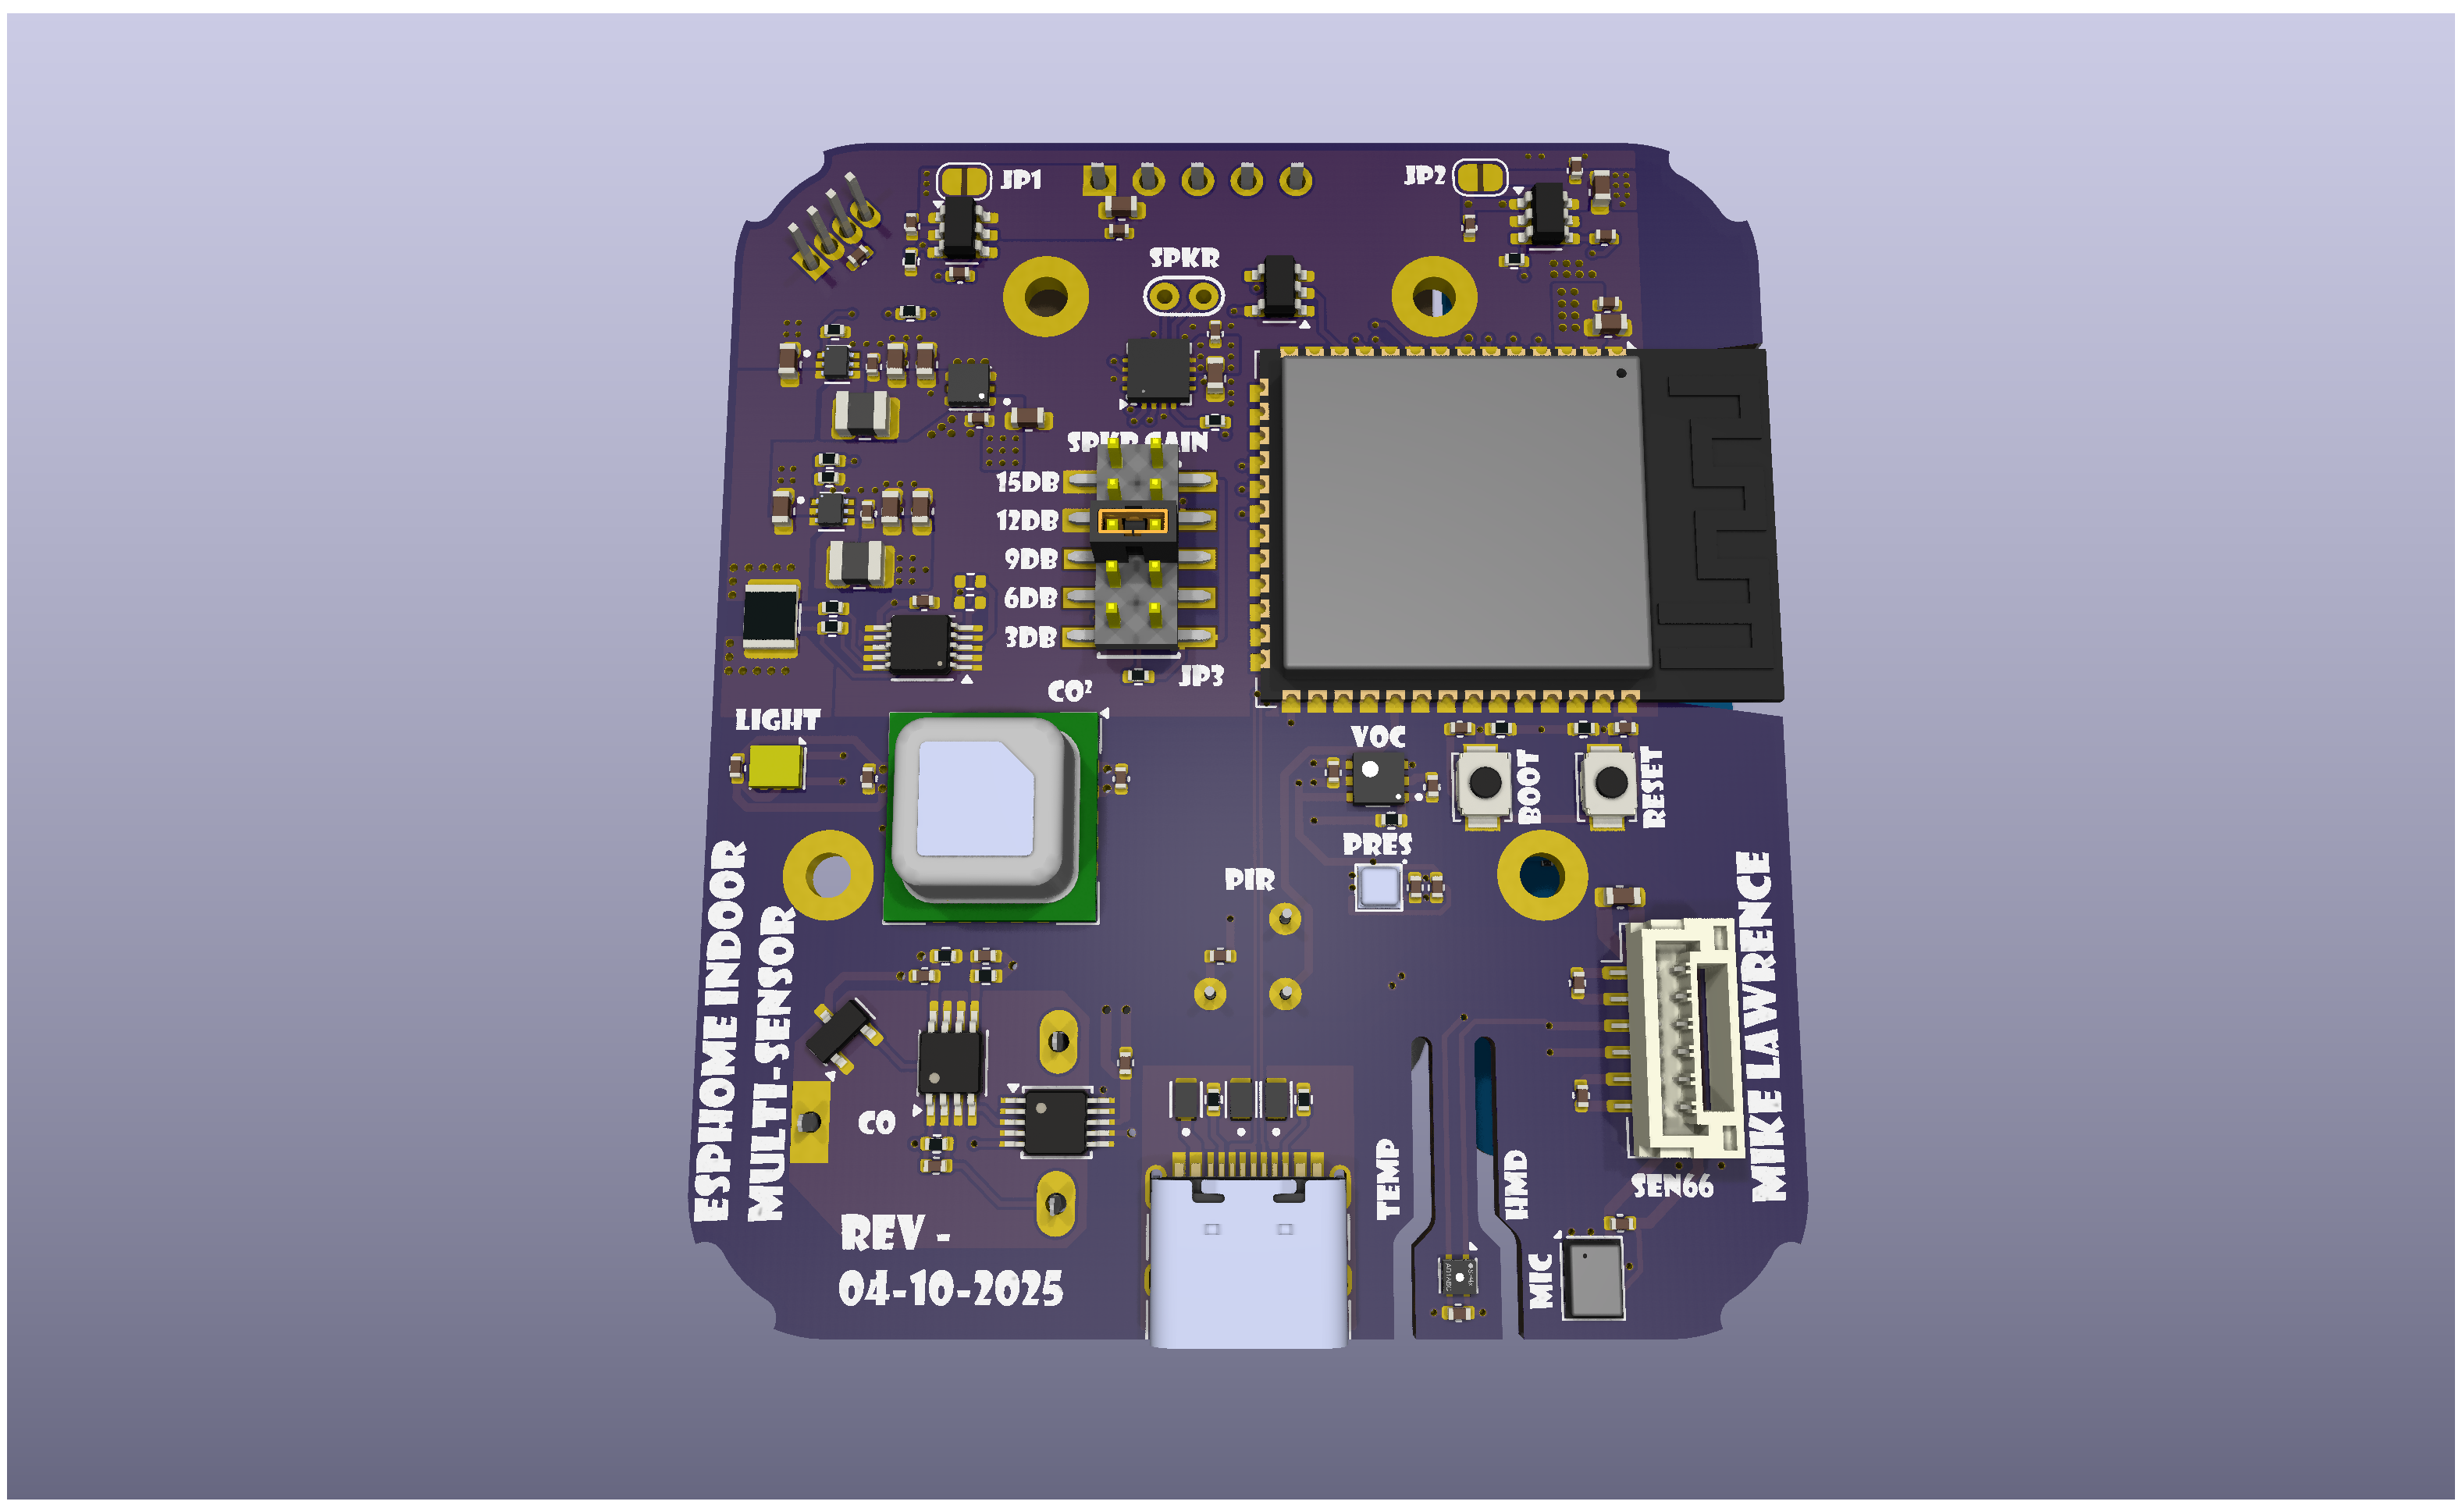 JP1
JP2
SPKR
SPKR GAIN
15DB
12DB
9DB
6DB
3DB
JP3
CO²
LIGHT
VOC
BOOT
RESET
PRES
PIR
ESPHOME INDOOR
MULTI-SENSOR
MIKE LAWRENCE
CO
TEMP
HMD
SEN66
MIC
REV -
04-10-2025